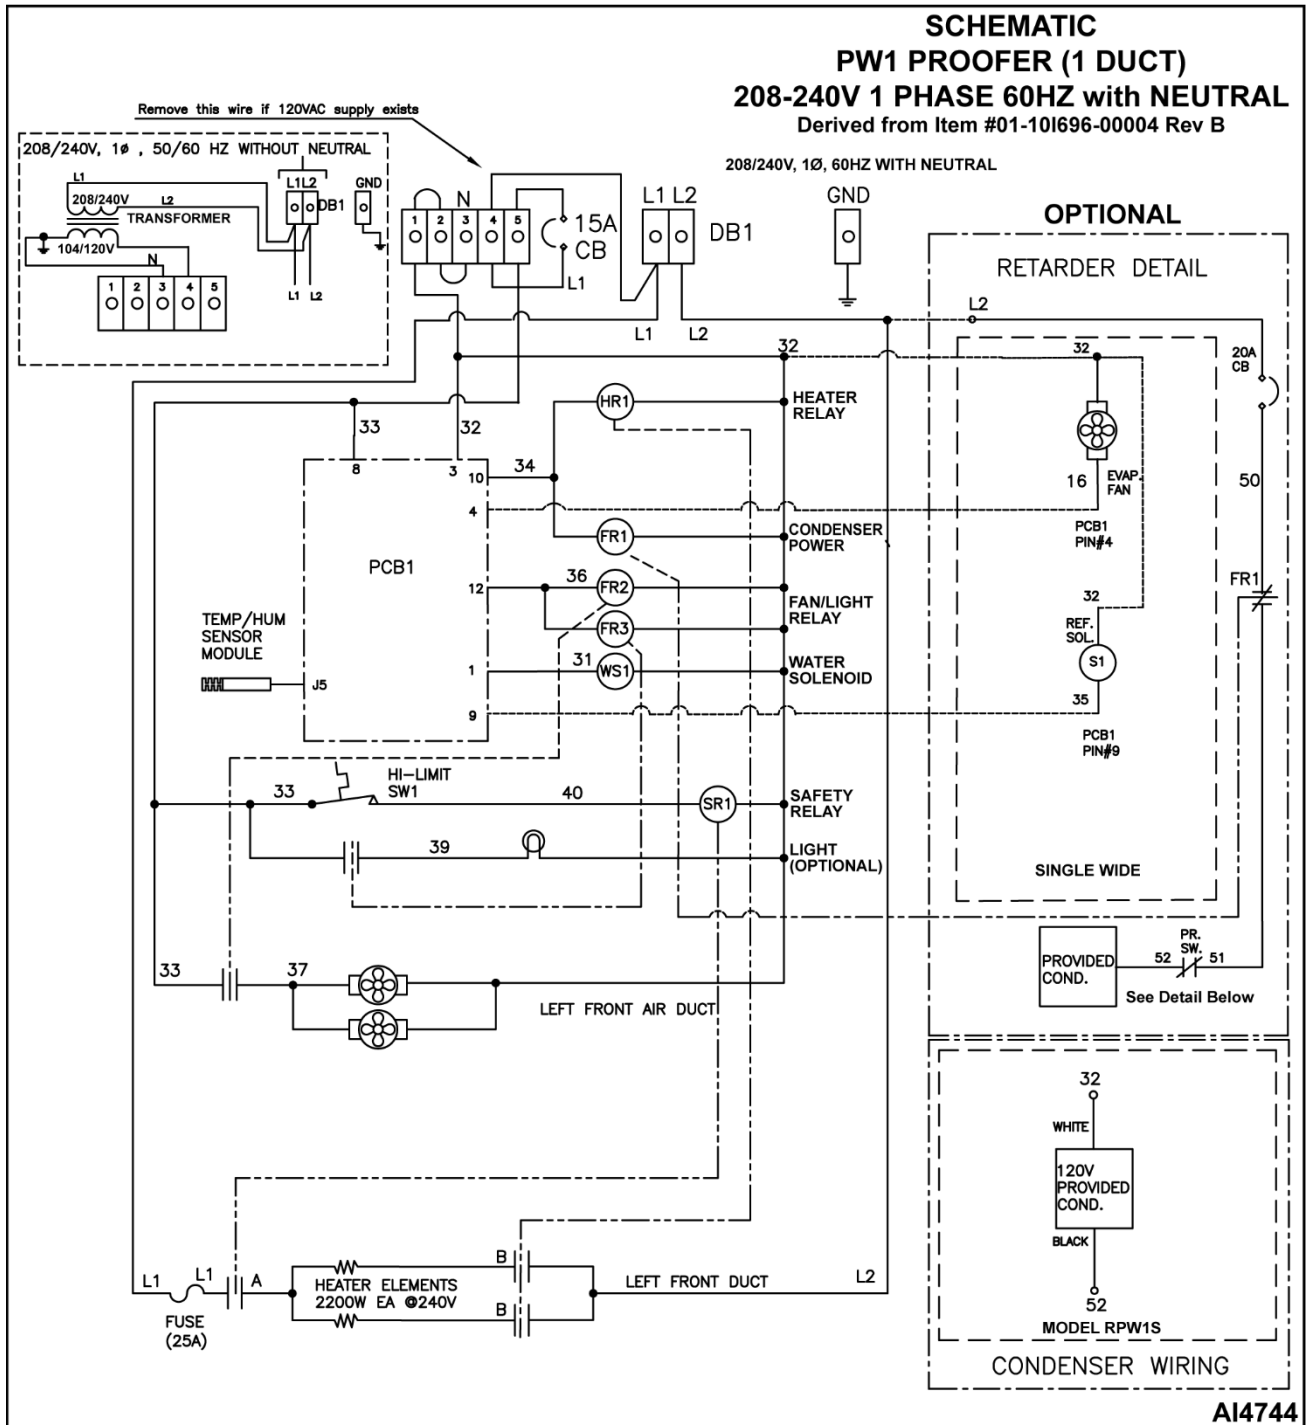 SCHEMATIC
PW1 PROOFER (1 DUCT)
208-240V 1 PHASE 60HZ with NEUTRAL
Derived from Item #01-10I696-00004 Rev B
Remove this wire if 120VAC supply exists
208/240V, 1ø , 50/60 HZ WITHOUT NEUTRAL
L1
208/240V
L2
TRANSFORMER
104/120V
N
L1L2
DB1
GND
1 2 3 4 5
L1 L2
N
1 2 3 4 5
15A
CB
L1
208/240V, 1Ø, 60HZ WITH NEUTRAL
L1 L2
DB1
GND
L1
L2
OPTIONAL
RETARDER DETAIL
L2
32
20A
CB
16
EVAP.
FAN
50
PCB1
PIN#4
FR1
32
REF.
SOL.
S1
35
PCB1
PIN#9
SINGLE WIDE
PROVIDED
COND.
52
PR.
SW.
51
See Detail Below
32
HR1
HEATER
RELAY
33
32
8
3
10
34
4
FR1
CONDENSER
POWER
PCB1
12
36
FR2
FAN/LIGHT
RELAY
FR3
TEMP/HUM
SENSOR
MODULE
J5
1
31
WS1
WATER
SOLENOID
9
33
HI-LIMIT
SW1
40
SR1
SAFETY
RELAY
39
LIGHT
(OPTIONAL)
33
37
LEFT FRONT AIR DUCT
L1
L1
FUSE
(25A)
A
HEATER ELEMENTS
2200W EA @240V
B
B
LEFT FRONT DUCT
L2
32
WHITE
120V
PROVIDED
COND.
BLACK
52
MODEL RPW1S
CONDENSER WIRING
AI4744